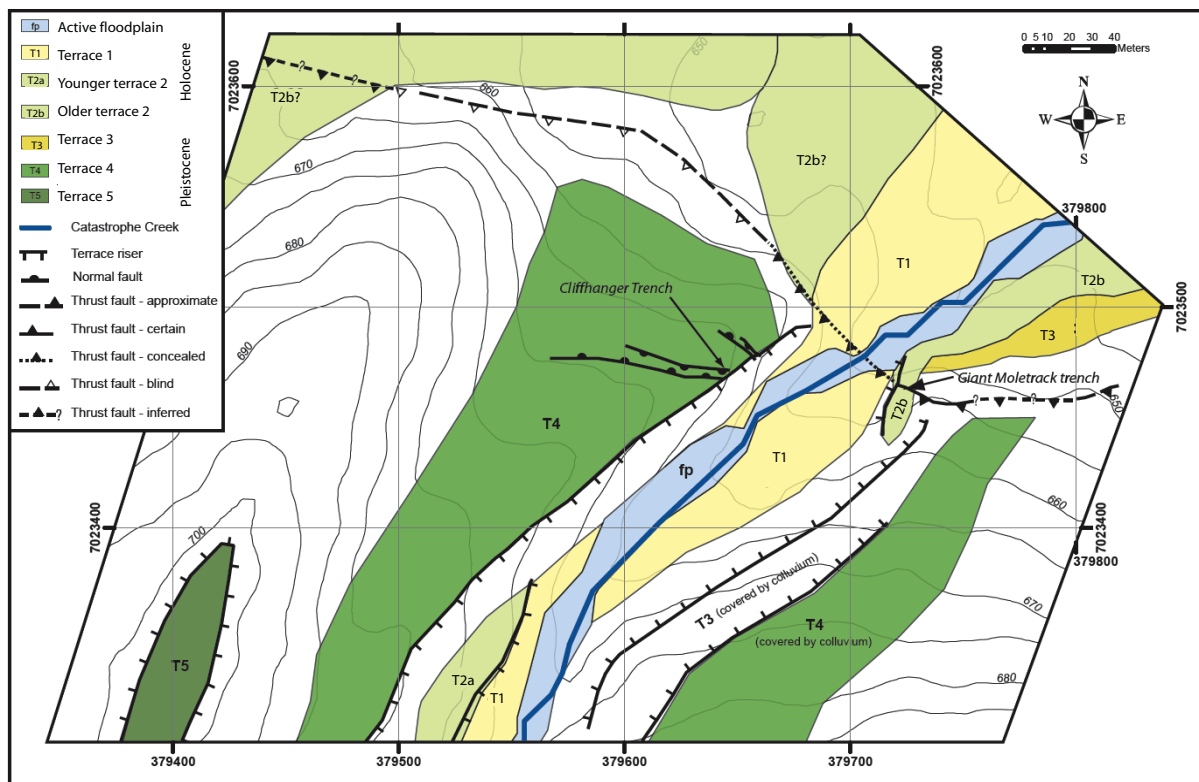 fp Active floodplain
T1 Terrace 1
T2a Younger terrace 2
T2b Older terrace 2
T3 Terrace 3
T4 Terrace 4
T5 Terrace 5
Holocene
Pleistocene
Catastrophe Creek
Terrace riser
Normal fault
Thrust fault - approximate
Thrust fault - certain
Thrust fault - concealed
Thrust fault - blind
? Thrust fault - inferred
0 5 10 20 30 40
Meters
N
W E
S
650
7023600
7023600
? ?
T2b?
660
670
T2b?
680
379800
T1
T2b
Cliffhanger Trench
7023500
T3
690
Giant Moletrack trench
? ?
T2b
650
T4
T1
fp
660
700
7023400
7023400
379800
T3 (covered by colluvium)
670
T4
(covered by colluvium)
T5
T2a
T1
680
379400
379500
379600
379700